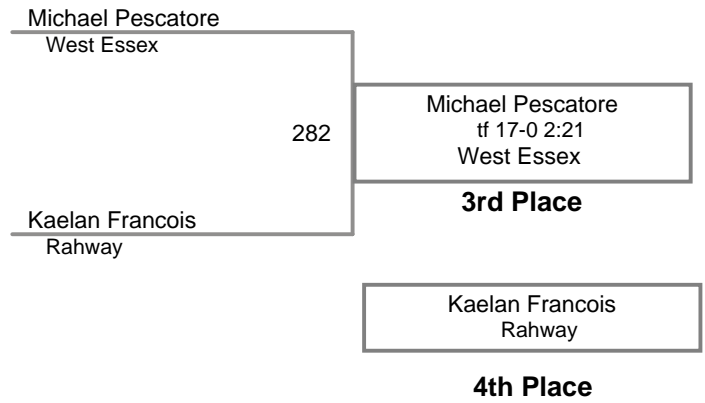 Michael Pescatore
West Essex
282
Michael Pescatore
tf 17-0 2:21
West Essex
3rd Place
Kaelan Francois
Rahway
Kaelan Francois
Rahway
4th Place